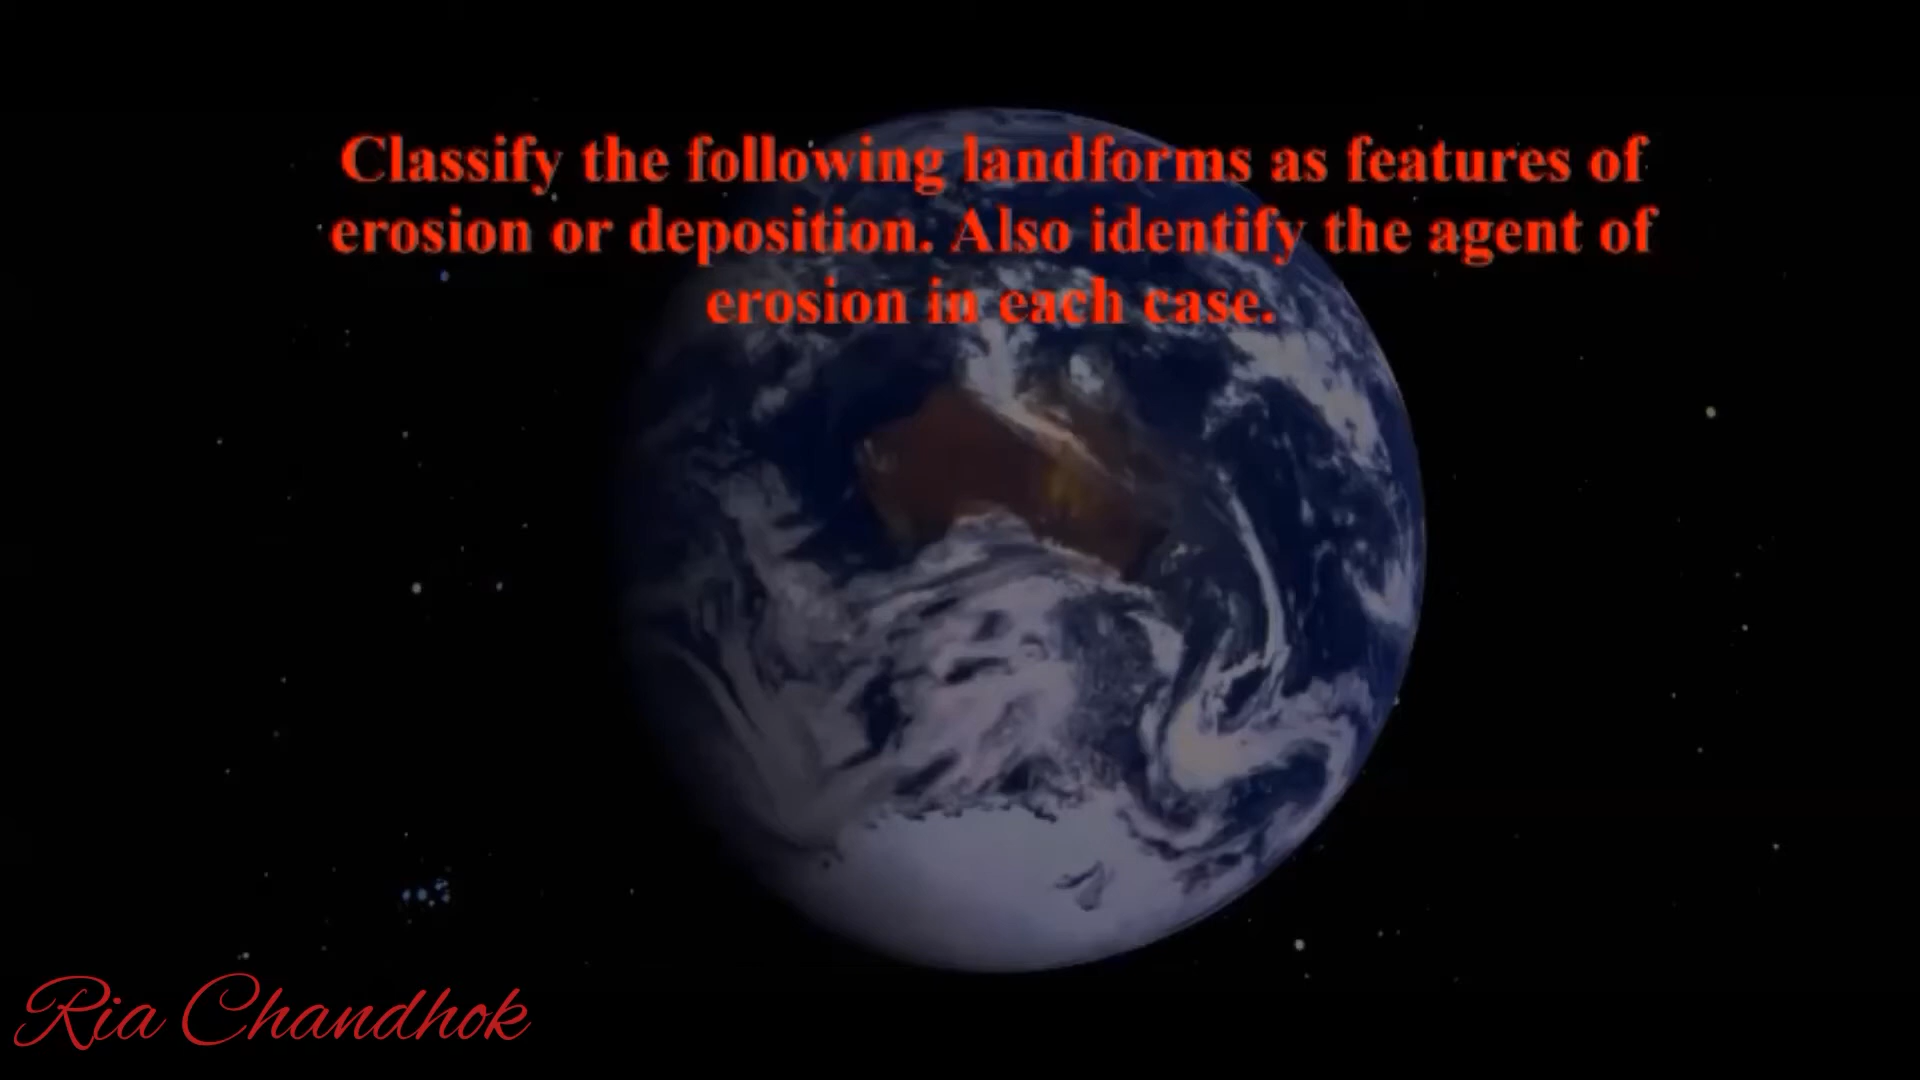 Classify the following landforms as features of
erosion or deposition. Also identify the agent of
erosion in each case.
Ria Chandhok